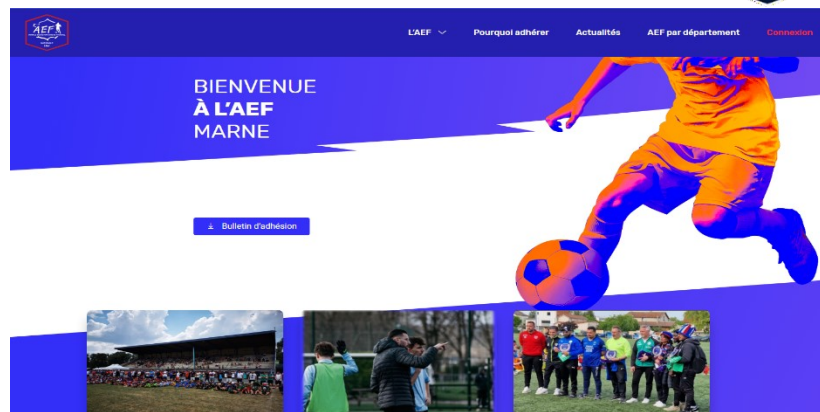 AEF
L'AEF
Pourquoi adhérer
Actualités
AEF par département
Connexion
BIENVENUE
À L'AEF
MARNE
Bulletin d'adhésion